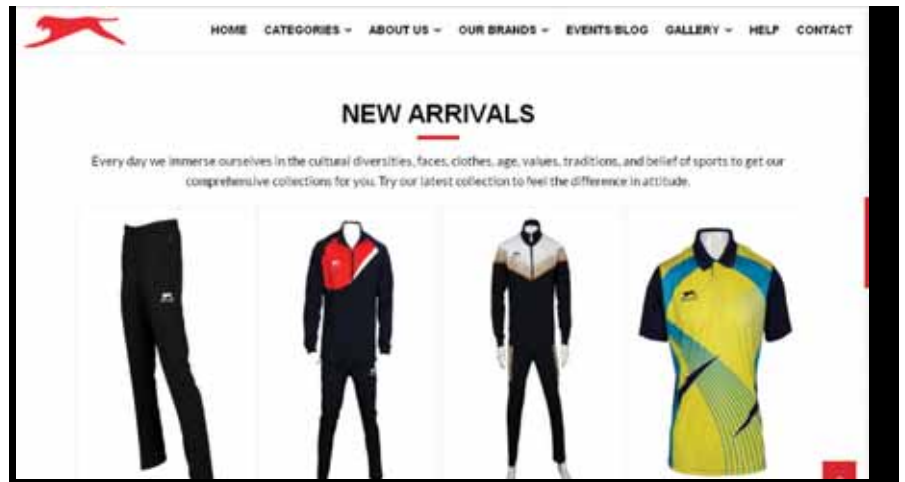 HOME CATEGORIES ABOUT US OUR BRANDS EVENTS/BLOG GALLERY HELP CONTACT
NEW ARRIVALS
Every day we immerse ourselves in the cultural diversities, faces, clothes, age, values, traditions, and belief of sports to get our
comprehensive collections for you. Try our latest collection to feel the difference in attitude.